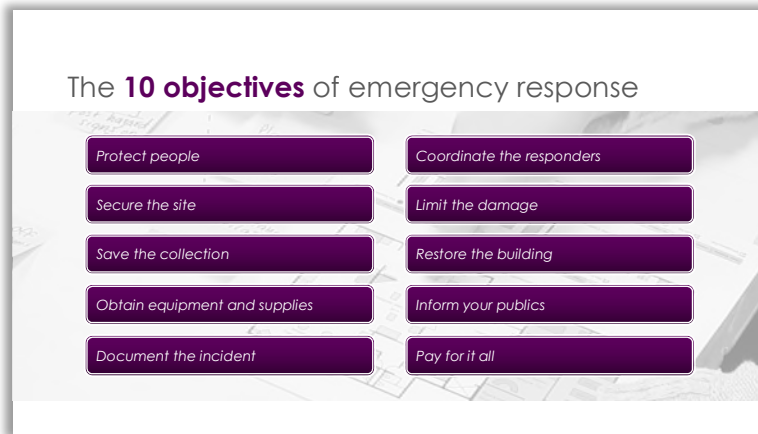 The 10 objectives of emergency response
Protect people
Secure the site
Save the collection
Obtain equipment and supplies
Document the incident
Coordinate the responders
Limit the damage
Restore the building
Inform your publics
Pay for it all